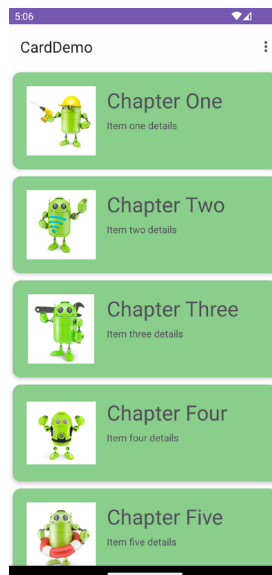 5:06
CardDemo
Chapter One
Item one details
Chapter Two
Item two details
Chapter Three
Item three details
Chapter Four
Item four details
Chapter Five
Item five details